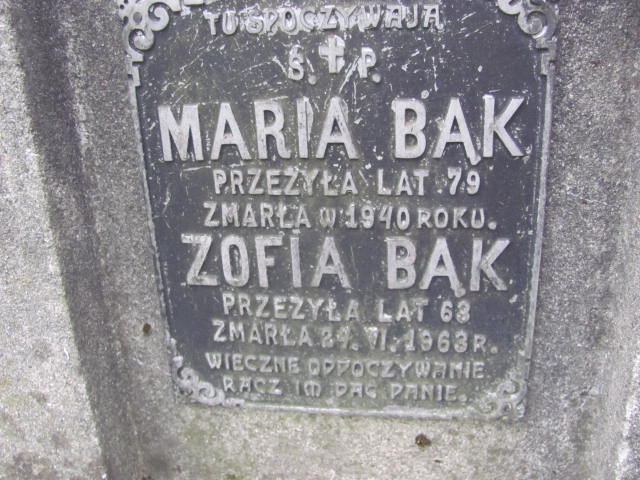 TU SPOCZYWAJĄ
Ś. † P.
MARIA BĄK
PRZEŻYŁA LAT 79
ZMARŁA W 1940 ROKU.
ZOFIA BĄK
PRZEŻYŁA LAT 63
ZMARŁA VI. 1963 R.
WIECZNE ODPOCZYWANIE
RACZ IM DAĆ PANIE.